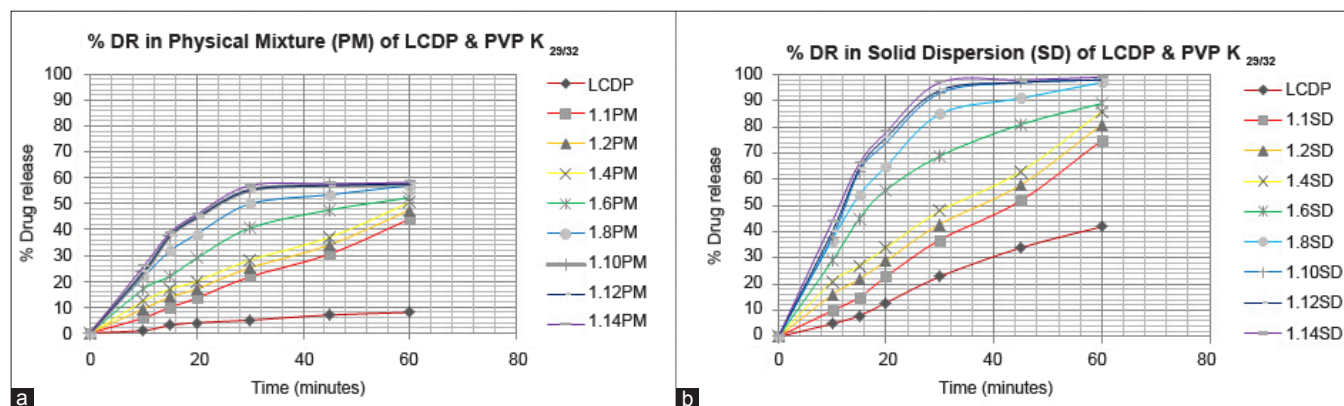 % DR in Physical Mixture (PM) of LCDP & PVP K 29/32
100
90
80
70
60
50
40
30
20
10
0
% Drug release
0 20 40 60 80
Time (minutes)
LCDP
1.1PM
1.2PM
1.4PM
1.6PM
1.8PM
1.10PM
1.12PM
1.14PM
a
% DR in Solid Dispersion (SD) of LCDP & PVP K 29/32
100
90
80
70
60
50
40
30
20
10
0
% Drug release
0 20 40 60 80
Time (minutes)
LCDP
1.1SD
1.2SD
1.4SD
1.6SD
1.8SD
1.10SD
1.12SD
1.14SD
b